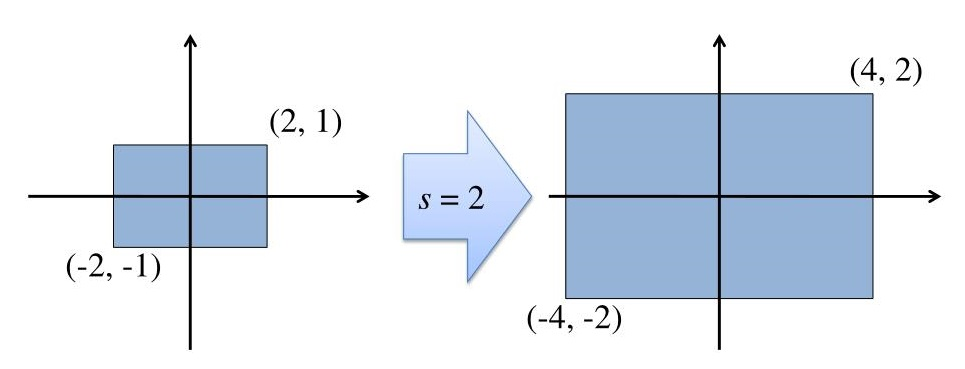 (2, 1)
(-2, -1)
s = 2
(4, 2)
(-4, -2)